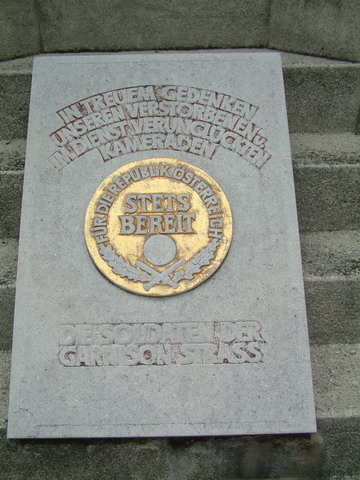 IN TREUEM GEDENKEN
UNSEREN VERSTORBENEN u.
IM DIENST VERUNGLÜCKTEN
KAMERADEN
FÜR DIE REPUBLIK ÖSTERREICH
STETS
BEREIT
DIE SOLDATEN DER
GARNISON STRASS